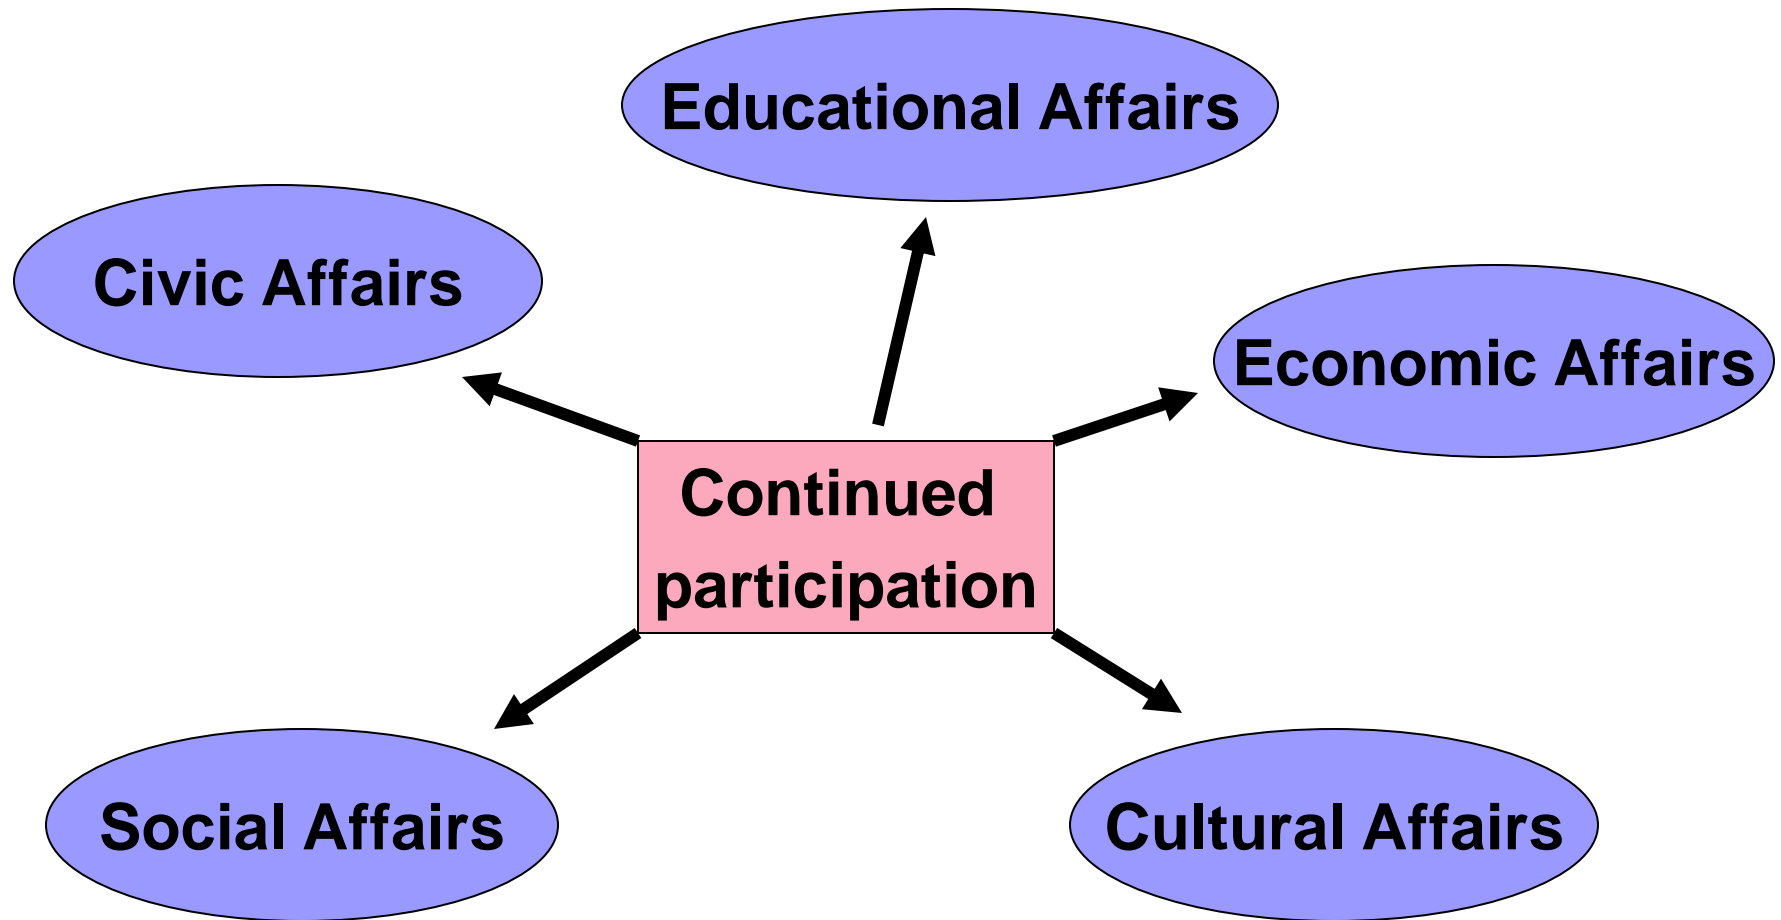 Educational Affairs
Civic Affairs
Economic Affairs
Continued
participation
Social Affairs
Cultural Affairs